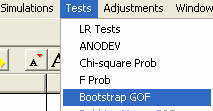 Simulations Tests Adjustments Window
LR Tests
ANODEV
Chi-square Prob
F Prob
Bootstrap GOF